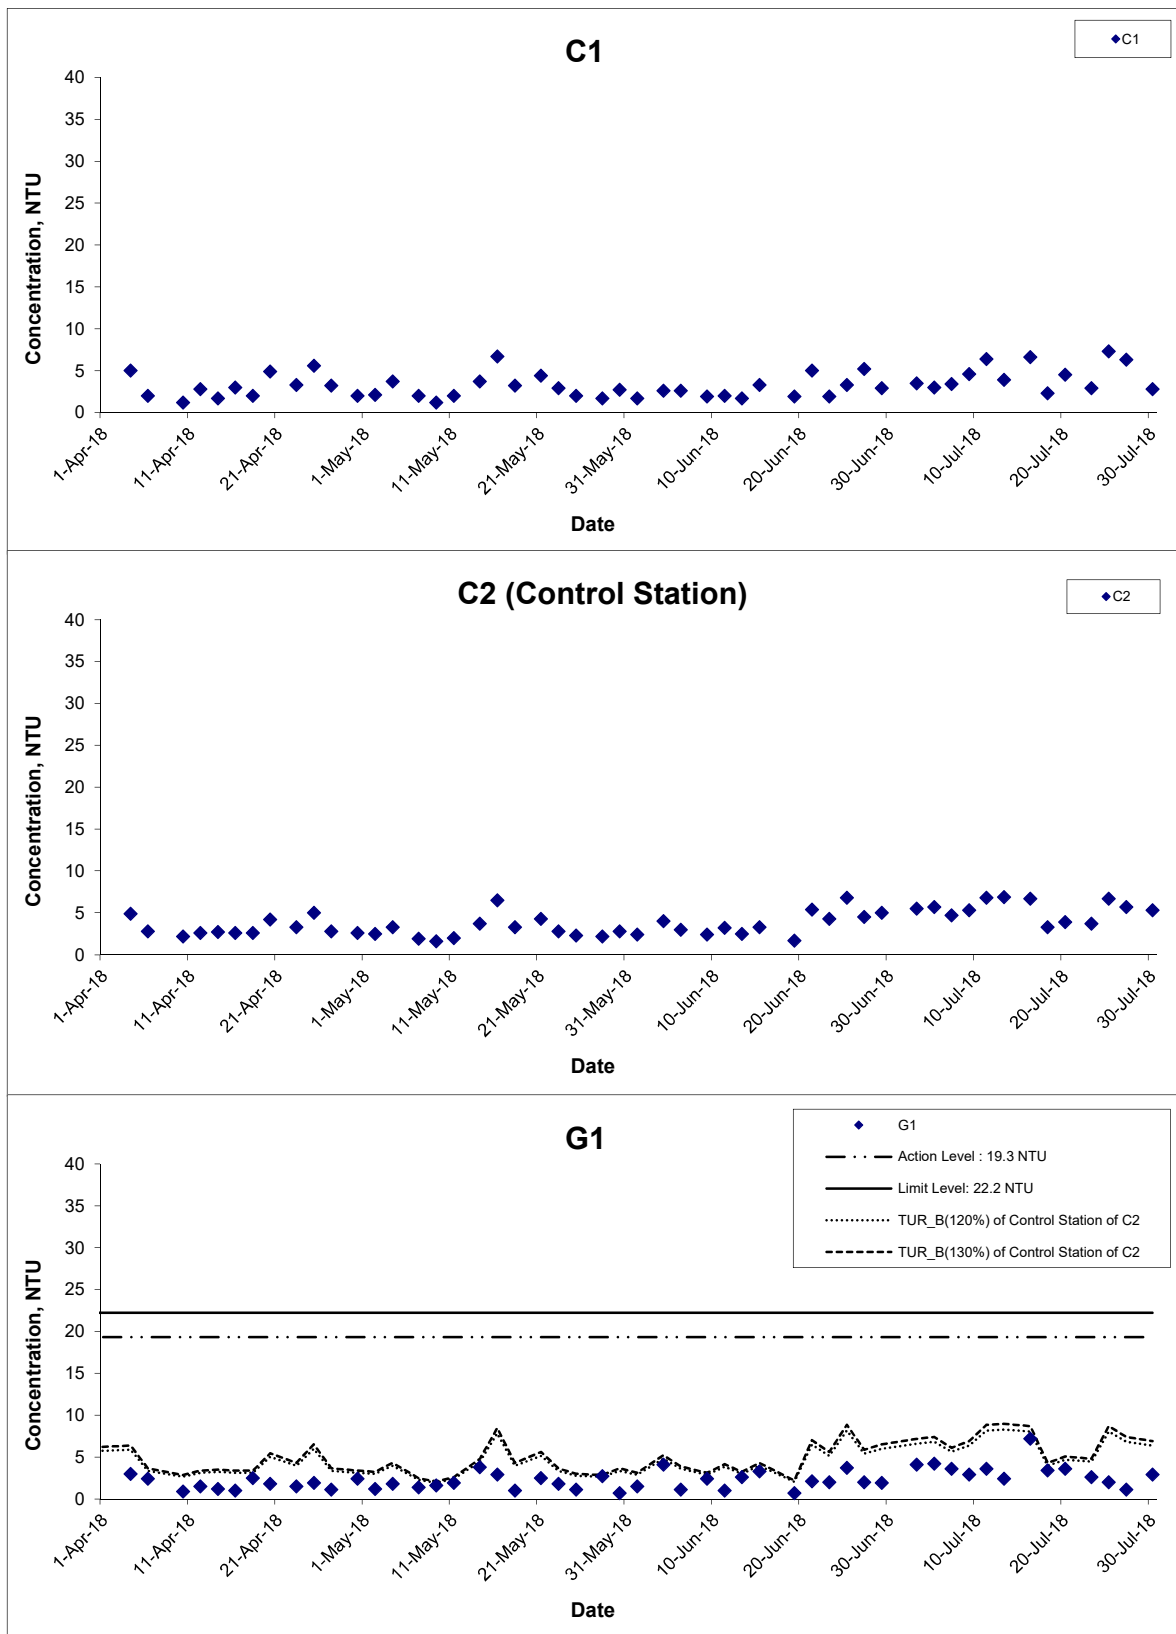 C1
C1
Concentration, NTU
40
35
30
25
20
15
10
5
0
1-Apr-18
11-Apr-18
21-Apr-18
1-May-18
11-May-18
21-May-18
31-May-18
10-Jun-18
20-Jun-18
30-Jun-18
10-Jul-18
20-Jul-18
30-Jul-18
Date
C2 (Control Station)
C2
Concentration, NTU
40
35
30
25
20
15
10
5
0
1-Apr-18
11-Apr-18
21-Apr-18
1-May-18
11-May-18
21-May-18
31-May-18
10-Jun-18
20-Jun-18
30-Jun-18
10-Jul-18
20-Jul-18
30-Jul-18
Date
G1
G1
Action Level : 19.3 NTU
Limit Level: 22.2 NTU
TUR_B(120%) of Control Station of C2
TUR_B(130%) of Control Station of C2
Concentration, NTU
40
35
30
25
20
15
10
5
0
1-Apr-18
11-Apr-18
21-Apr-18
1-May-18
11-May-18
21-May-18
31-May-18
10-Jun-18
20-Jun-18
30-Jun-18
10-Jul-18
20-Jul-18
30-Jul-18
Date